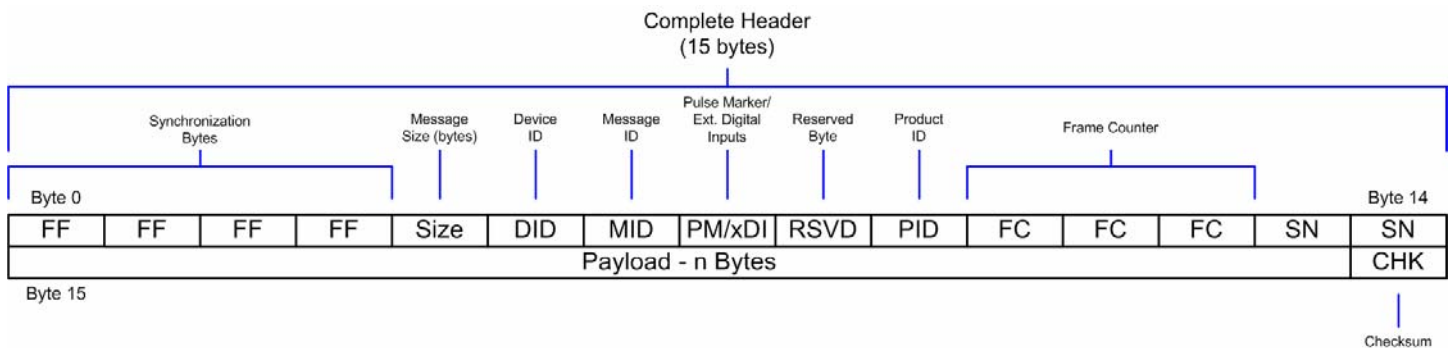 Complete Header
(15 bytes)
Synchronization
Bytes
Message
Size (bytes)
Device
ID
Message
ID
Pulse Marker/
Ext. Digital
Inputs
Reserved
Byte
Product
ID
Frame Counter
Byte 0
Byte 14
FF FF FF FF Size DID MID PM/xDI RSVD PID FC FC FC SN SN
Payload - n Bytes CHK
Byte 15
Checksum